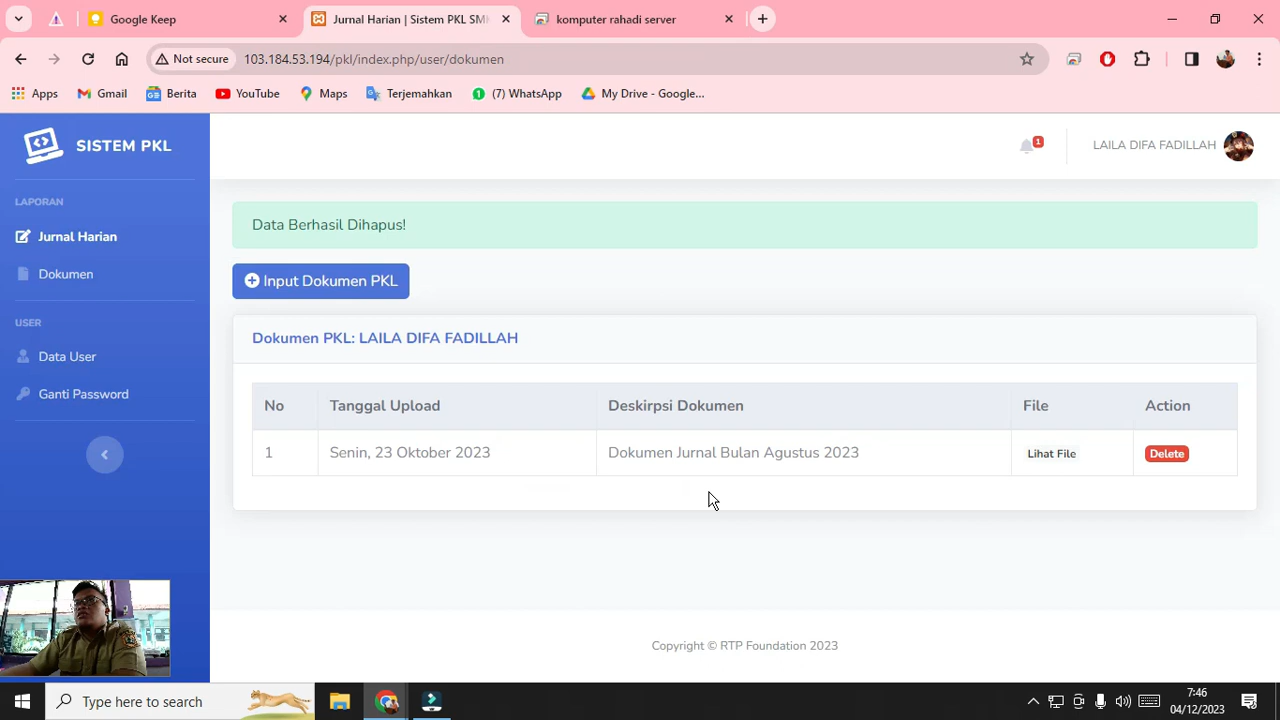 Google Keep
Jurnal Harian | Sistem PKL SM
komputer rahadi server
Not secure
103.184.53.194/pkl/index.php/user/dokumen
Apps
Gmail
Berita
YouTube
Maps
Terjemahkan
1
(7) WhatsApp
My Drive - Google...
SISTEM PKL
1
LAILA DIFA FADILLAH
LAPORAN
Jurnal Harian
Dokumen
USER
Data User
Ganti Password
Data Berhasil Dihapus!
Input Dokumen PKL
Dokumen PKL: LAILA DIFA FADILLAH
No Tanggal Upload Deskirpsi Dokumen File Action
1 Senin, 23 Oktober 2023 Dokumen Jurnal Bulan Agustus 2023 Lihat File Delete
Copyright © RTP Foundation 2023
Type here to search
7:46
04/12/2023